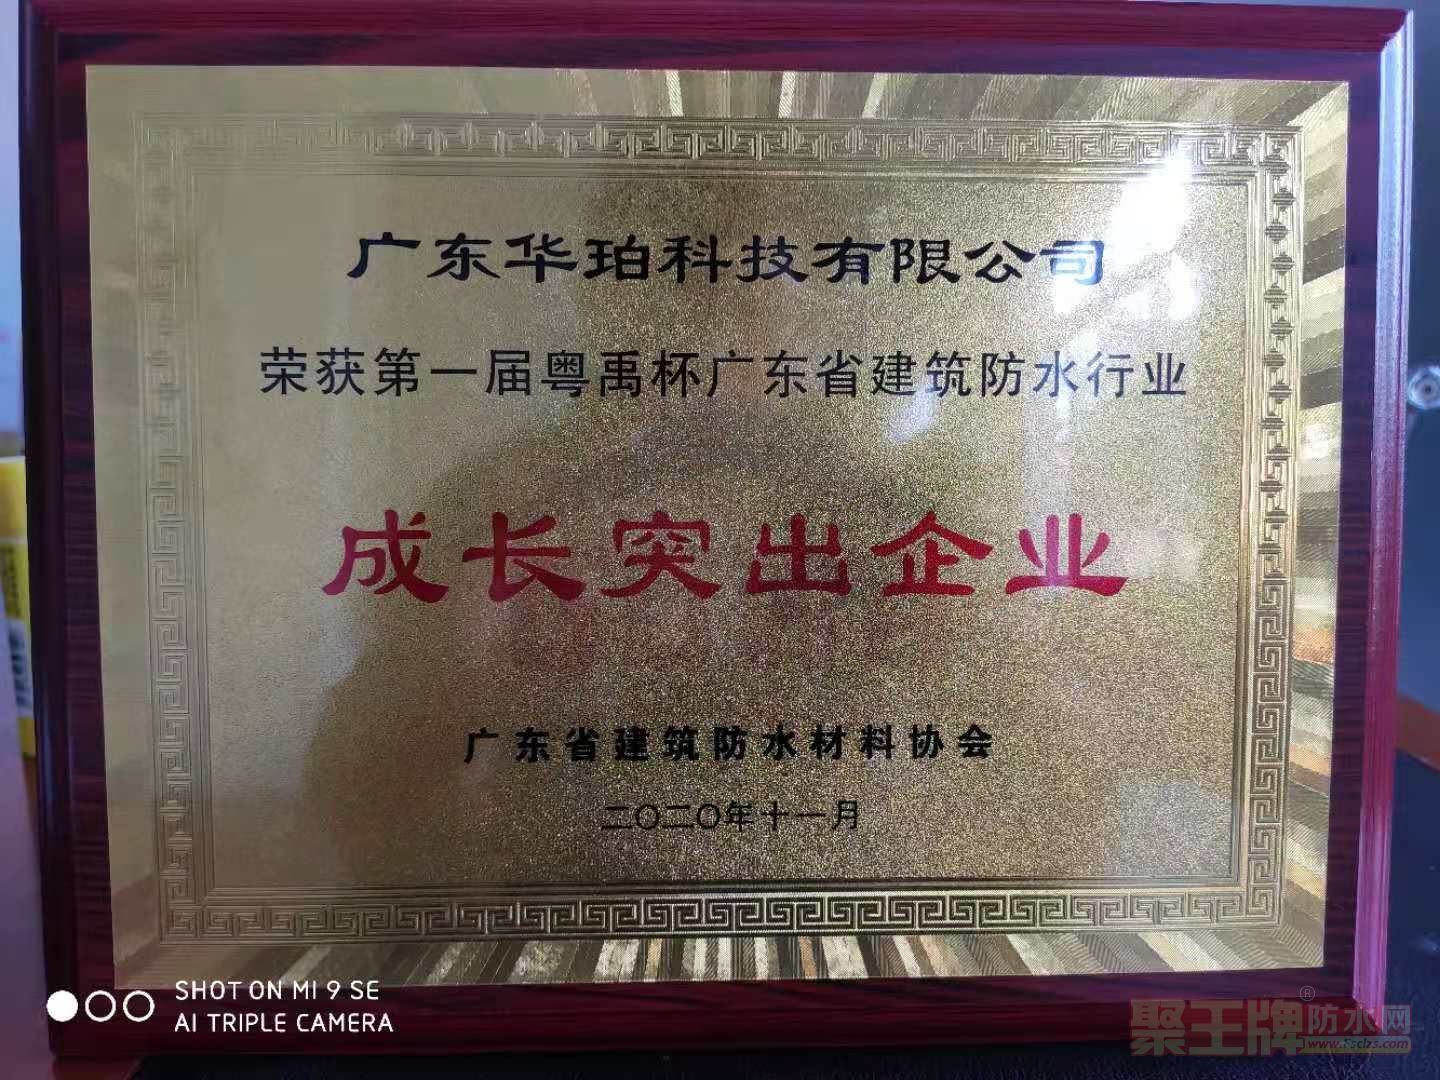 广东华珀科技有限公司
荣获第一届粤禹杯广东省建筑防水行业
成长突出企业
广东省建筑防水材料协会
二〇二〇年十一月
SHOT ON MI 9 SE
AI TRIPLE CAMERA
聚王牌®防水网
www.fsclzs.com